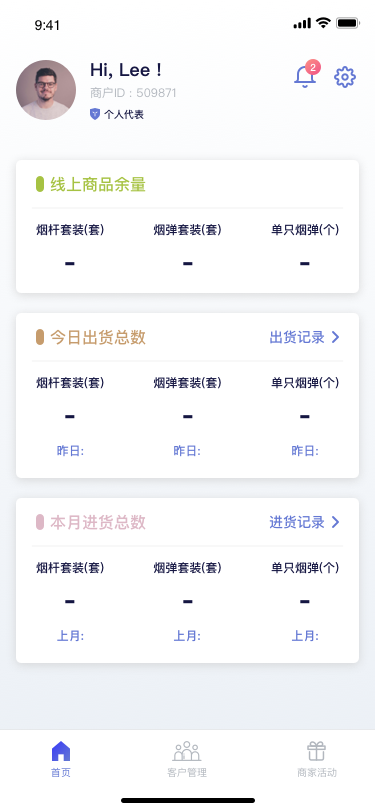 9:41
Hi, Lee !
2
商户ID : 509871
个人代表
线上商品余量
烟杆套装(套) 烟弹套装(套) 单只烟弹(个)
- - -
今日出货总数 出货记录
烟杆套装(套) 烟弹套装(套) 单只烟弹(个)
- - -
昨日: 昨日: 昨日:
本月进货总数 进货记录
烟杆套装(套) 烟弹套装(套) 单只烟弹(个)
- - -
上月: 上月: 上月:
首页 客户管理 商家活动